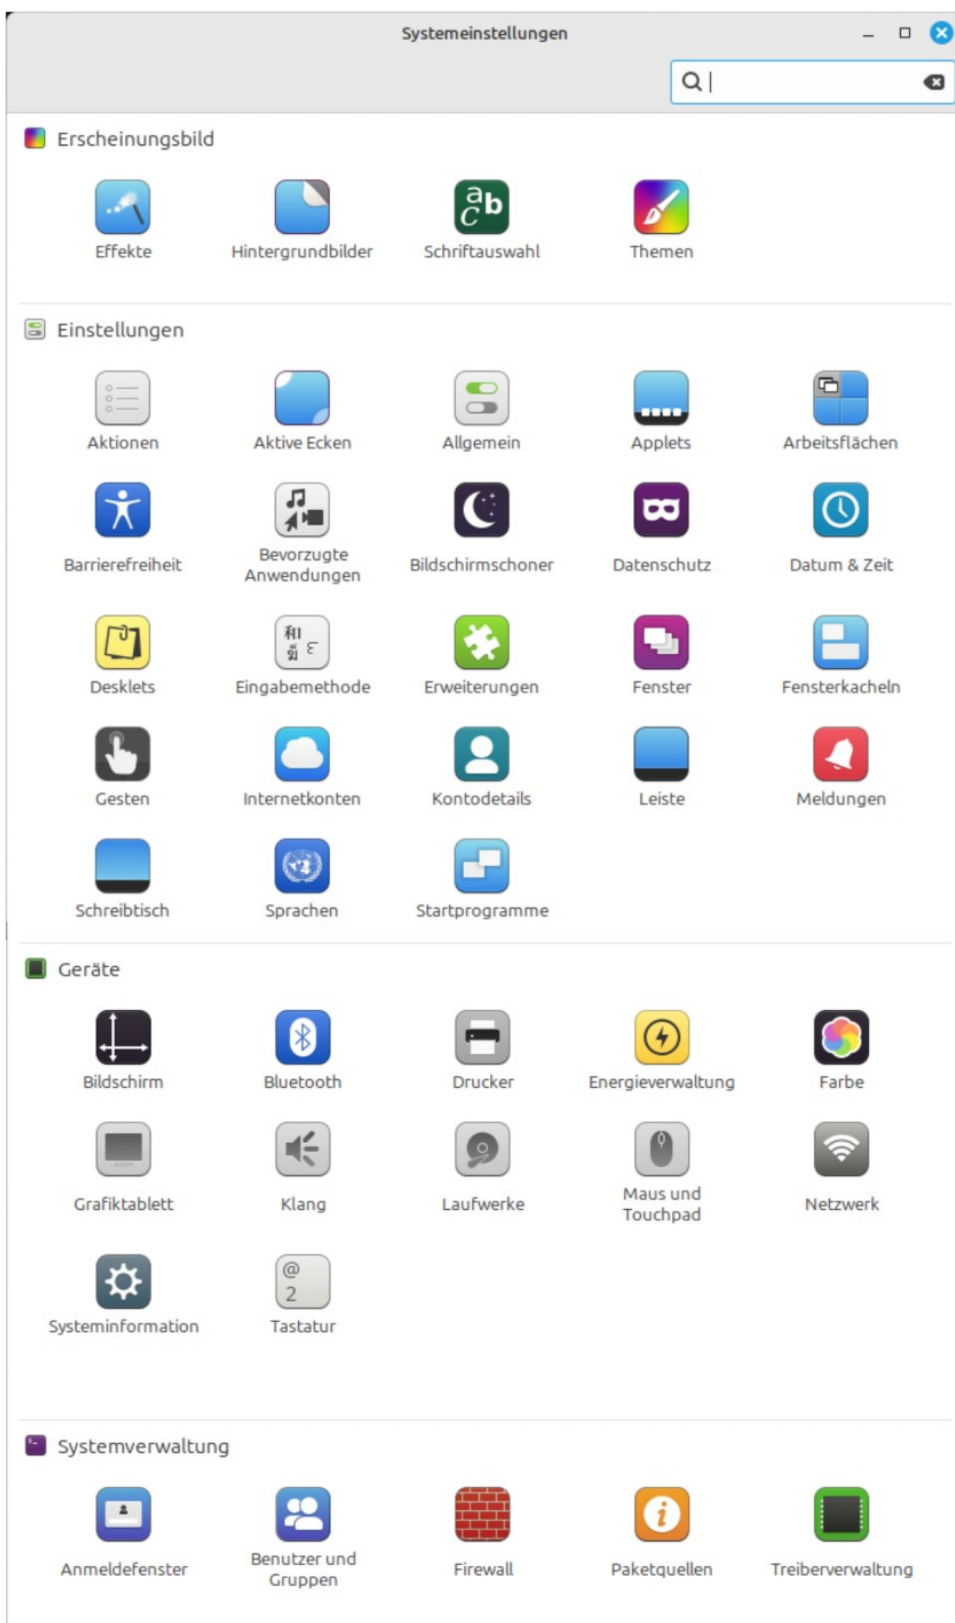 Systemeinstellungen
Erscheinungsbild
Effekte
Hintergrundbilder
Schriftauswahl
Themen
Einstellungen
Aktionen
Aktive Ecken
Allgemein
Applets
Arbeitsflächen
Barrierefreiheit
Bevorzugte
Anwendungen
Bildschirmschoner
Datenschutz
Datum & Zeit
Desklets
Eingabemethode
Erweiterungen
Fenster
Fensterkacheln
Gesten
Internetkonten
Kontodetails
Leiste
Meldungen
Schreibtisch
Sprachen
Startprogramme
Geräte
Bildschirm
Bluetooth
Drucker
Energieverwaltung
Farbe
Grafiktablett
Klang
Laufwerke
Maus und
Touchpad
Netzwerk
Systeminformation
@
2
Tastatur
Systemverwaltung
Anmeldefenster
Benutzer und
Gruppen
Firewall
Paketquellen
Treiberverwaltung